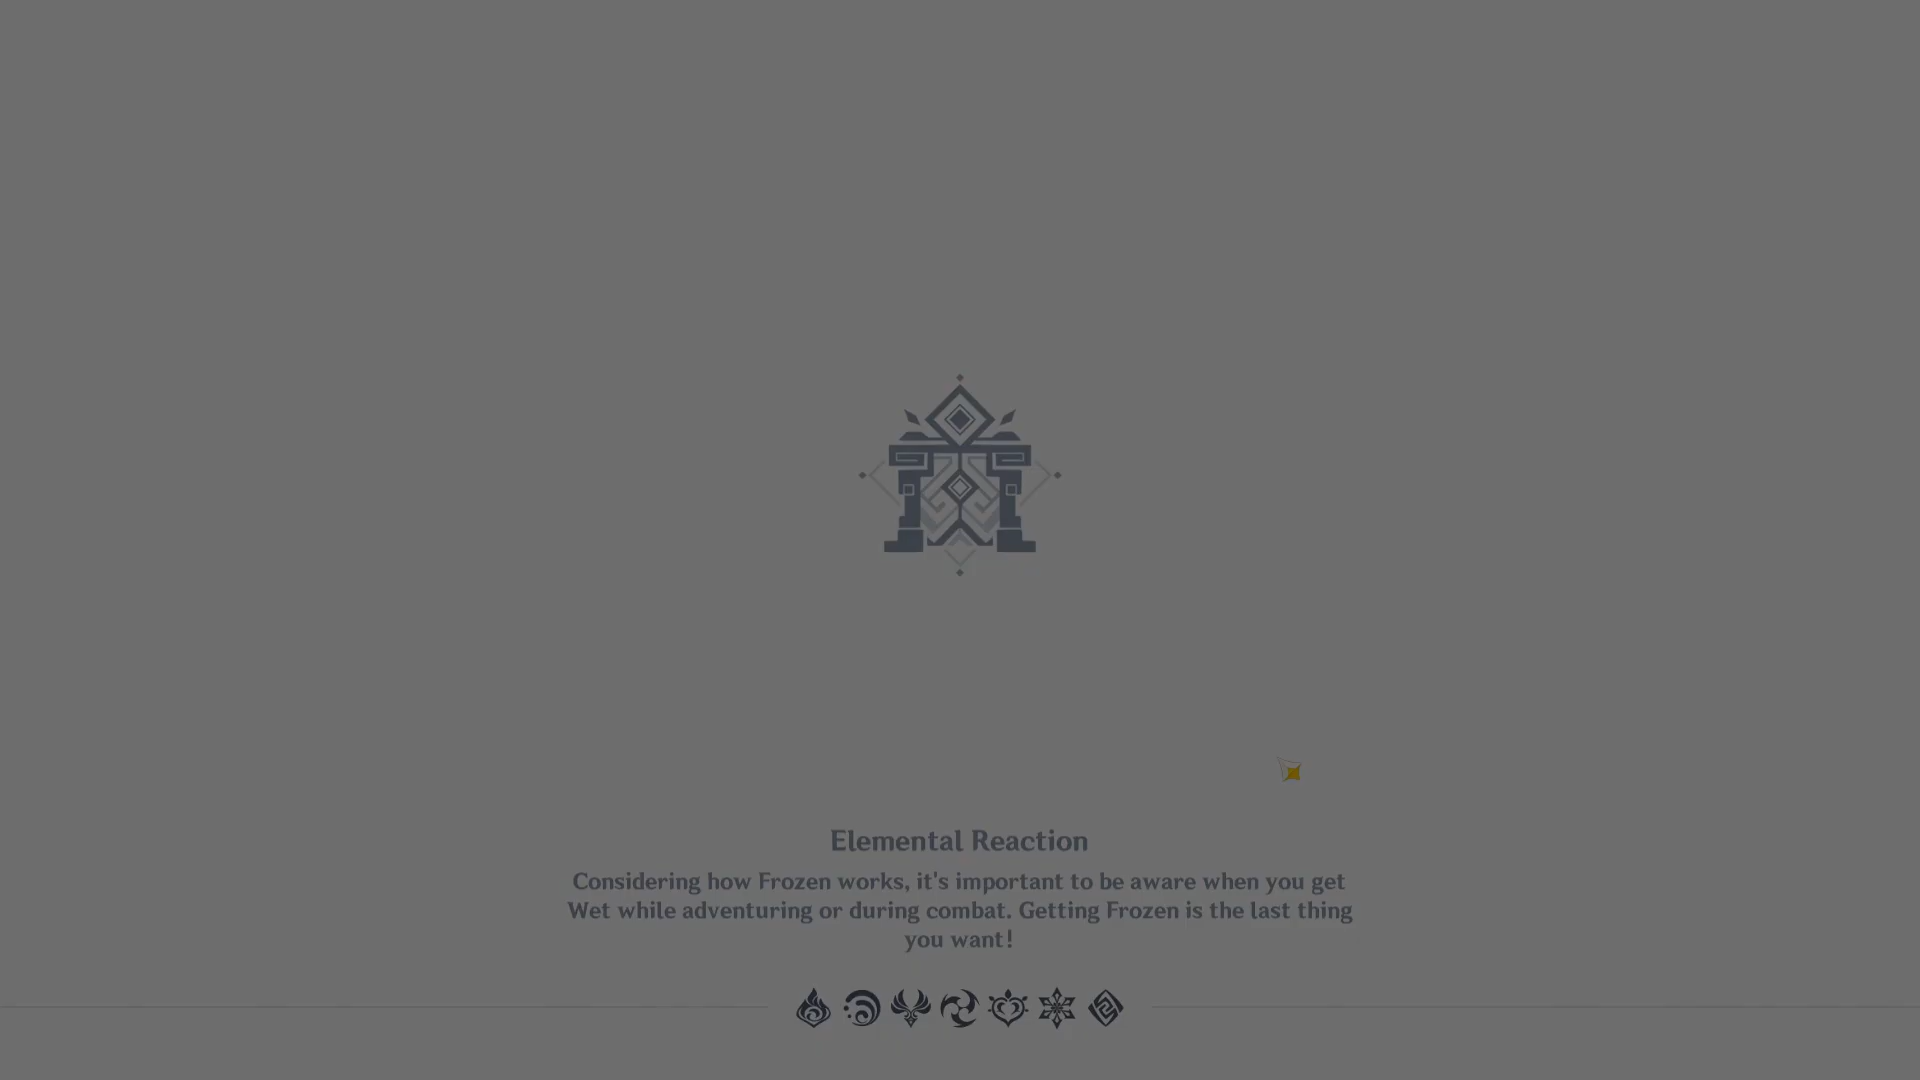 Elemental Reaction
Considering how Frozen works, it's important to be aware when you get
Wet while adventuring or during combat. Getting Frozen is the last thing
you want!